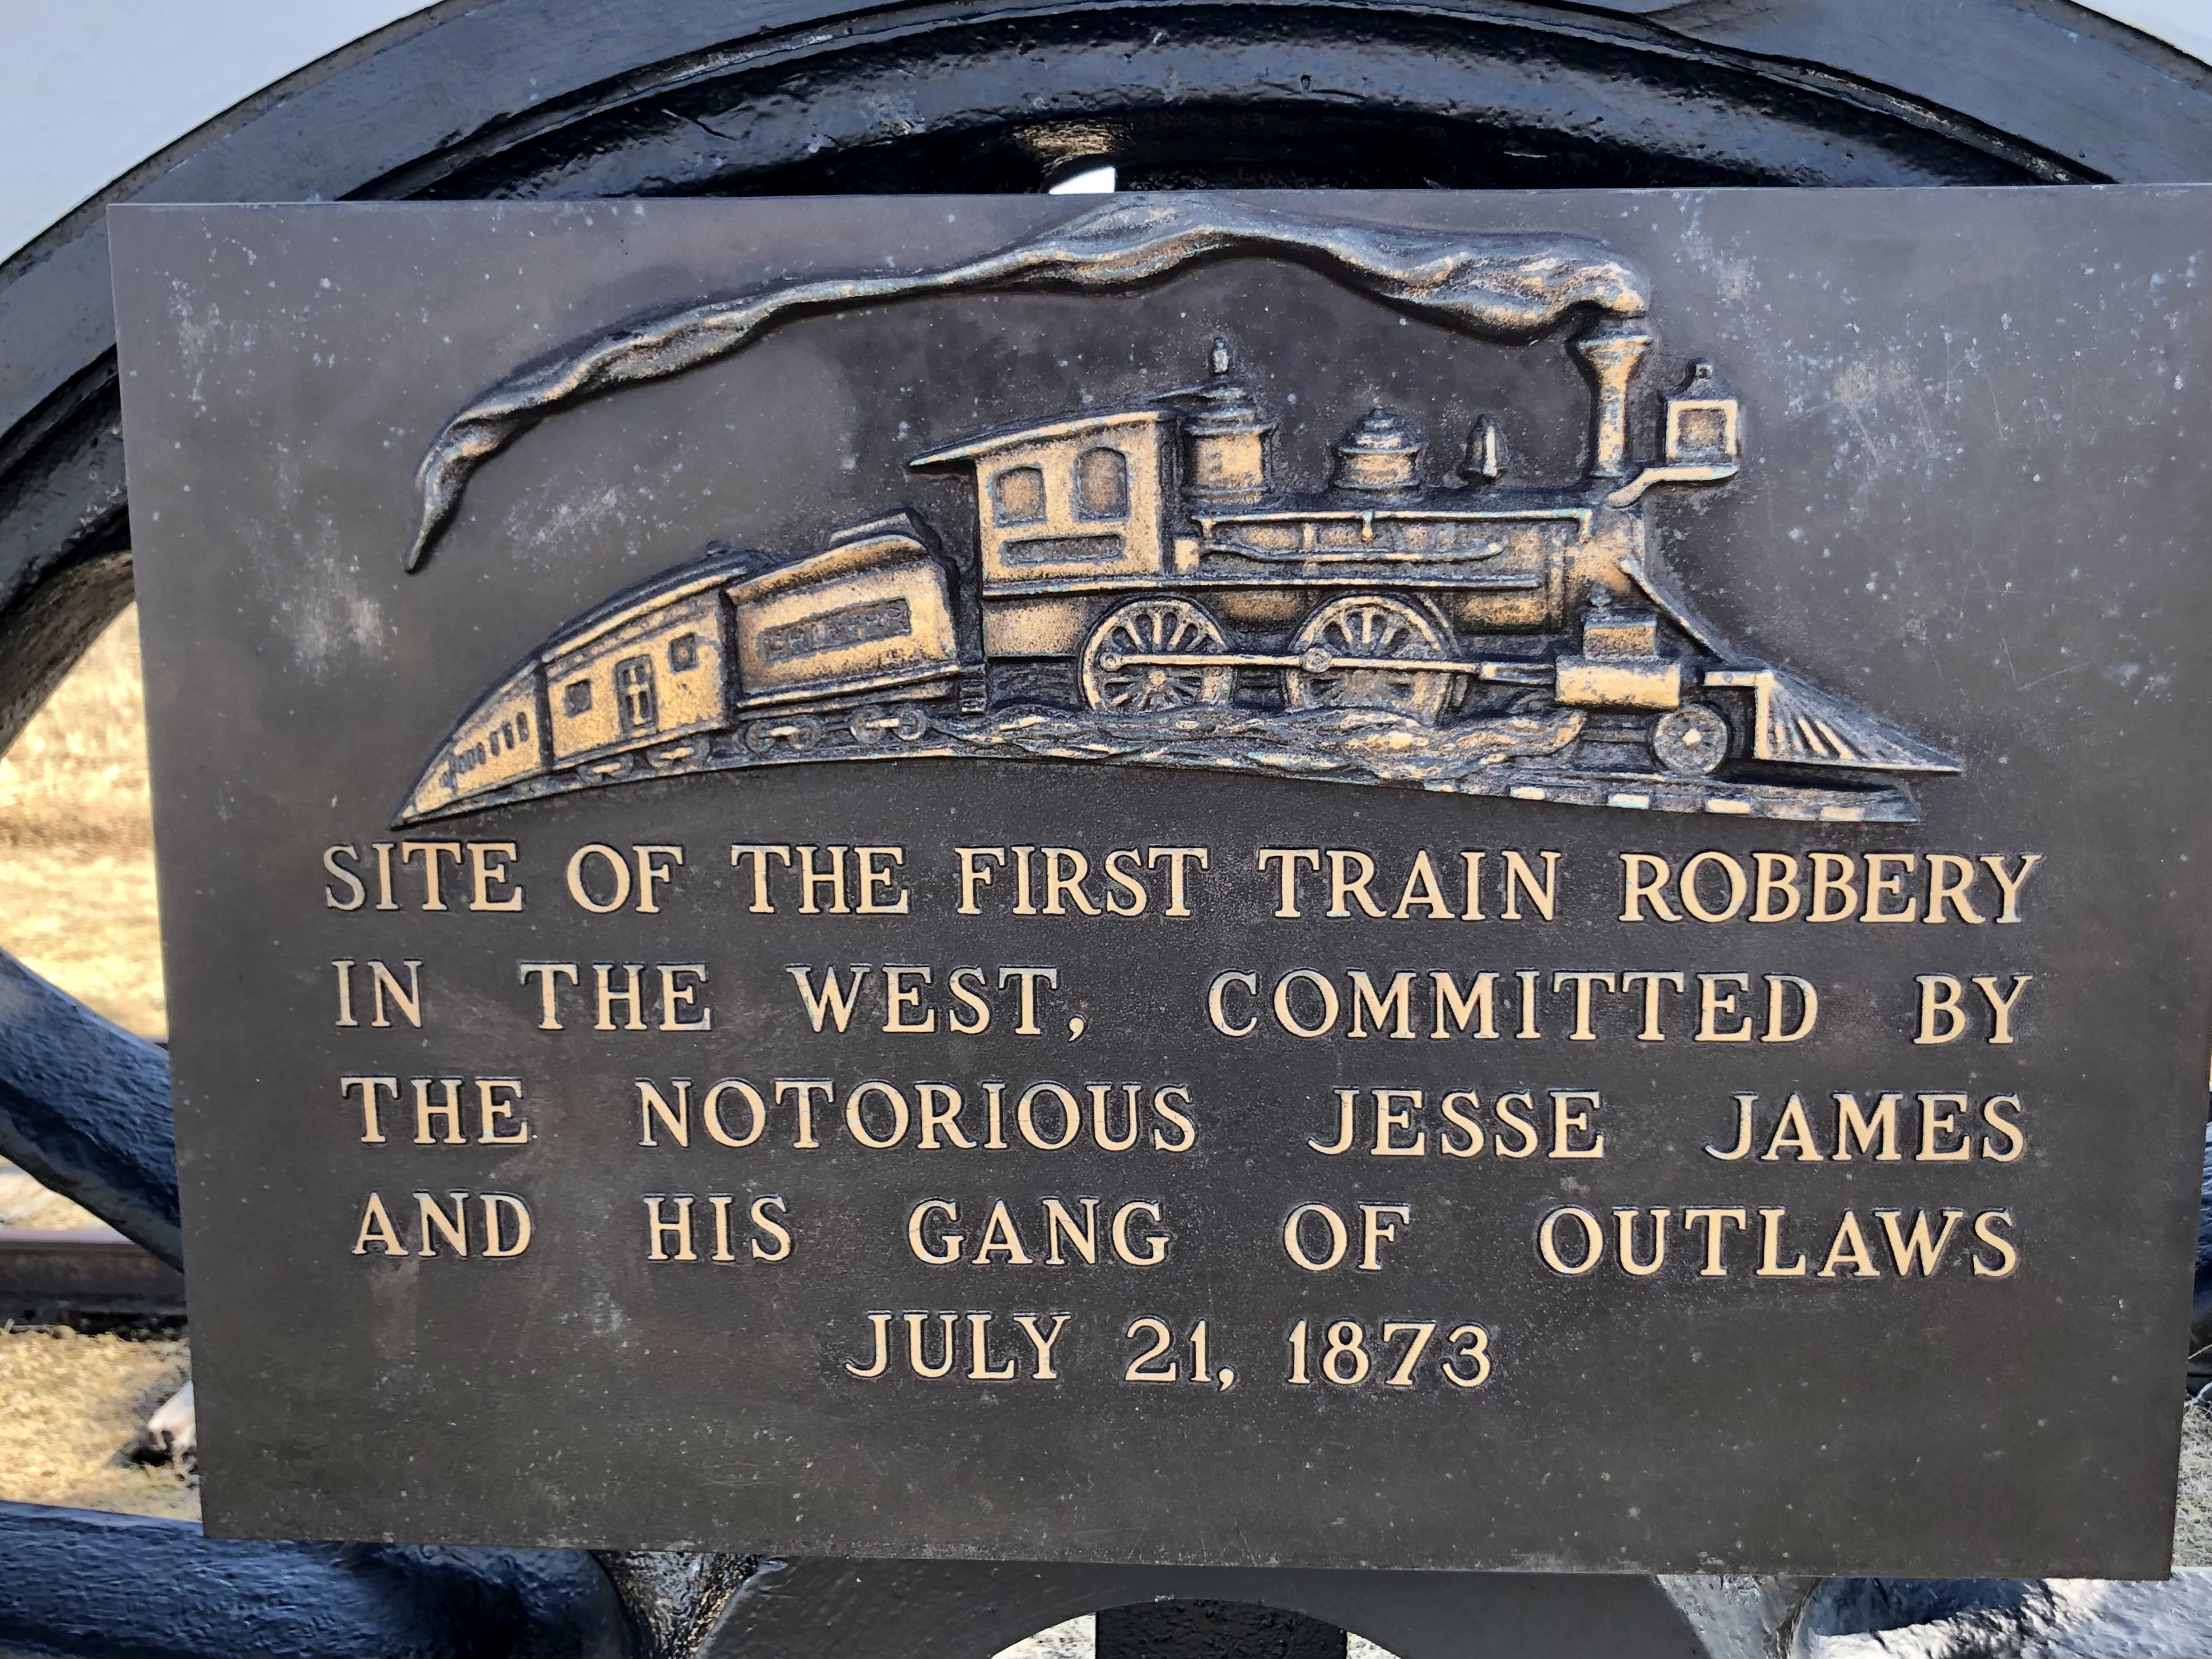 SITE OF THE FIRST TRAIN ROBBERY
IN THE WEST, COMMITTED BY
THE NOTORIOUS JESSE JAMES
AND HIS GANG OF OUTLAWS
JULY 21, 1873